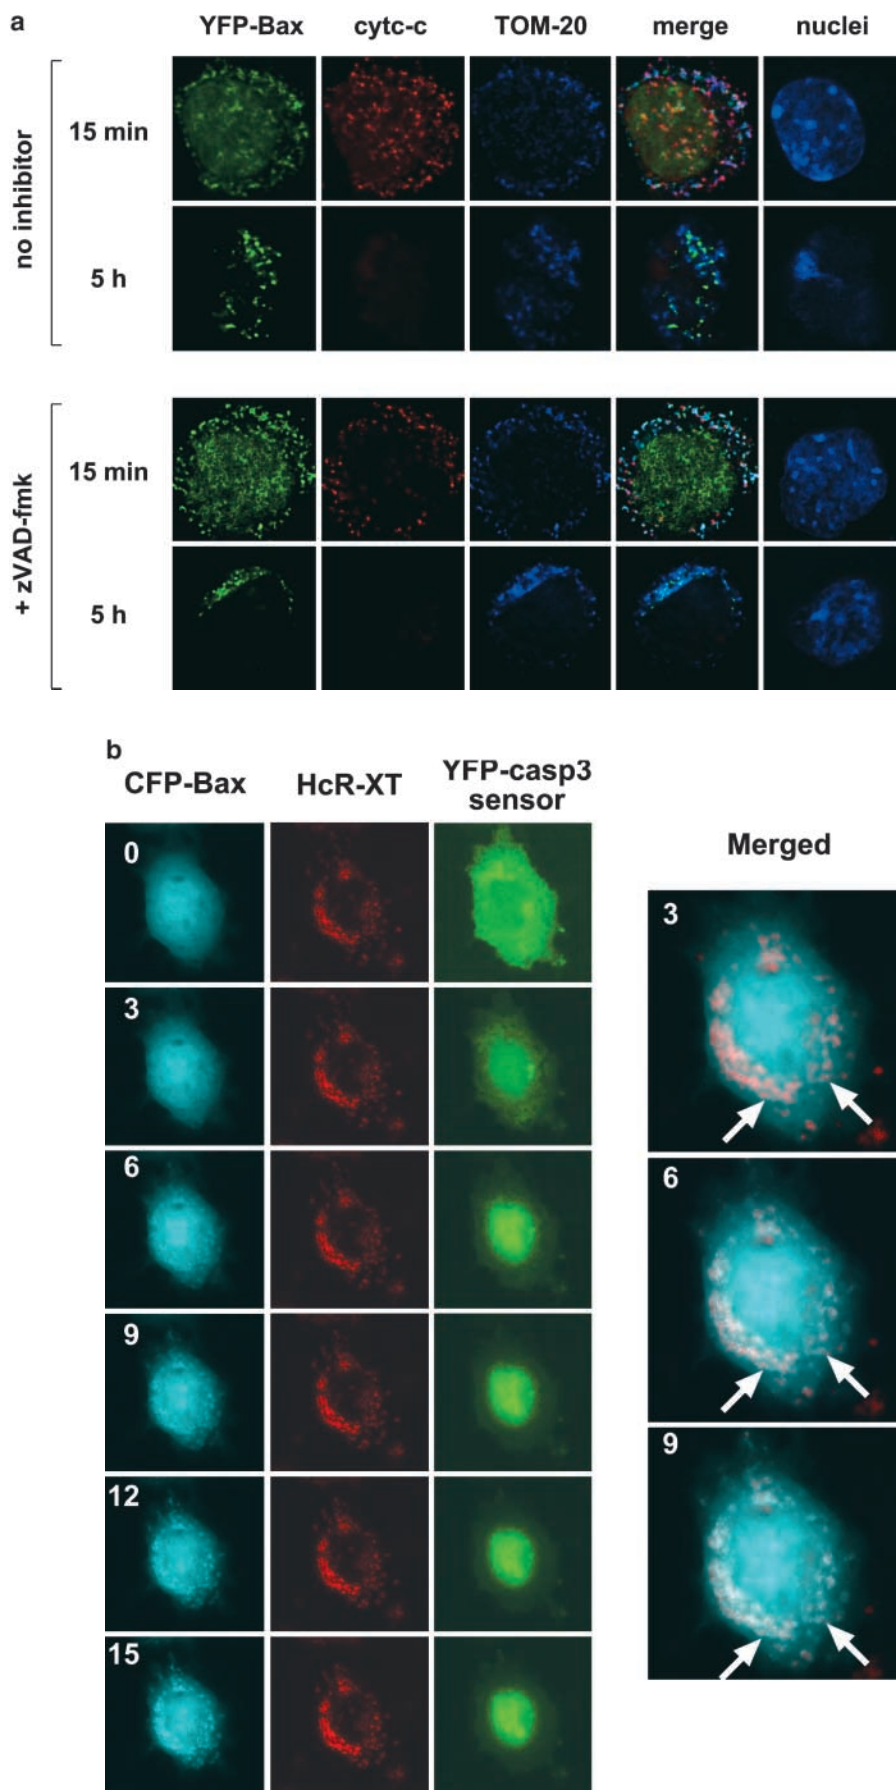 a
YFP-Bax cytc-c TOM-20 merge nuclei
no inhibitor
15 min
5 h
+ zVAD-fmk
15 min
5 h
b
CFP-Bax HcR-XT YFP-casp3 sensor
Merged
0
3
6
9
12
15
3
6
9